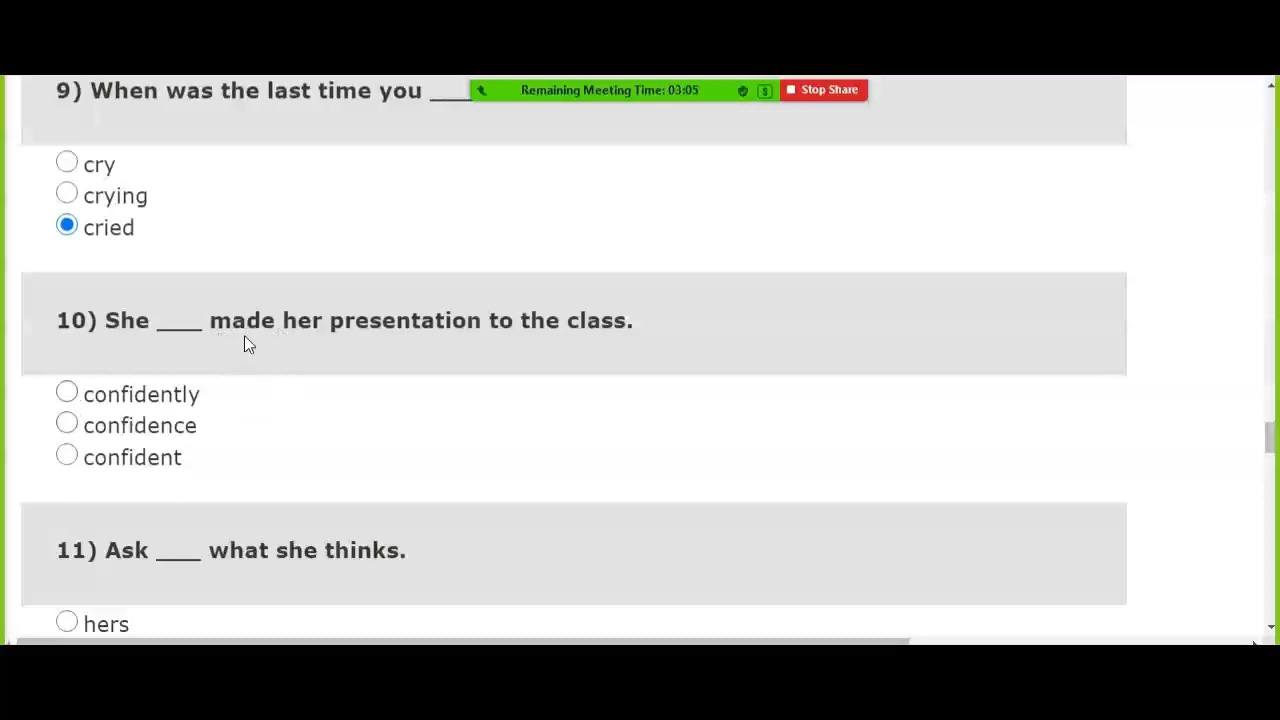 9) When was the last time you ____
Remaining Meeting Time: 03:05
Stop Share
cry
crying
cried
10) She ____ made her presentation to the class.
confidently
confidence
confident
11) Ask ____ what she thinks.
hers